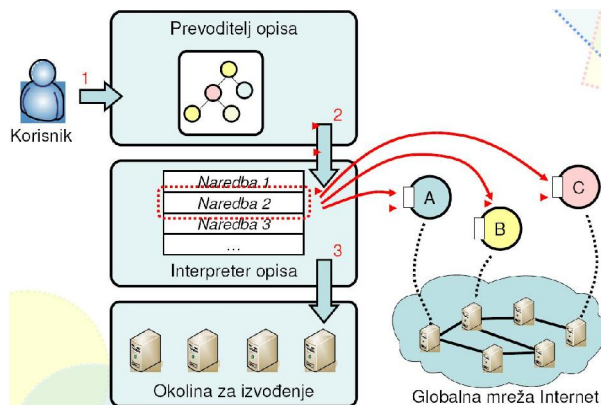 Prevoditelj opisa
1
Korisnik
2
Naredba 1
Naredba 2
Naredba 3
...
Interpreter opisa
A
B
C
3
Okolina za izvođenje
Globalna mreža Internet